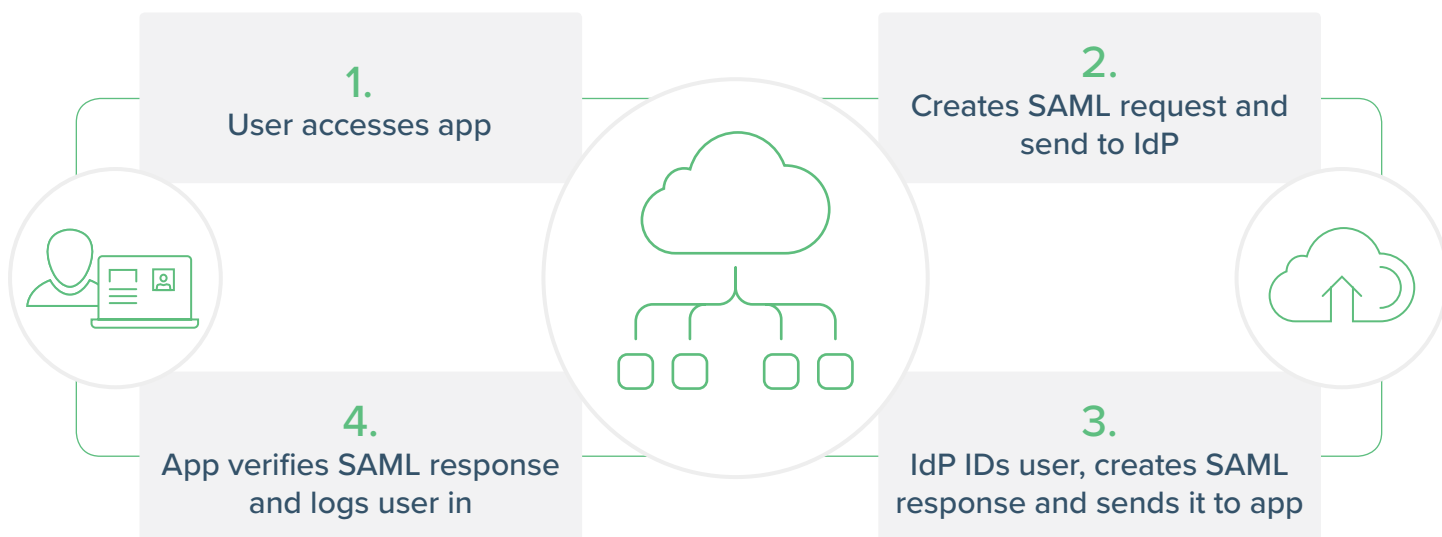 1.
User accesses app
2.
Creates SAML request and
send to IdP
4.
App verifies SAML response
and logs user in
3.
IdP IDs user, creates SAML
response and sends it to app